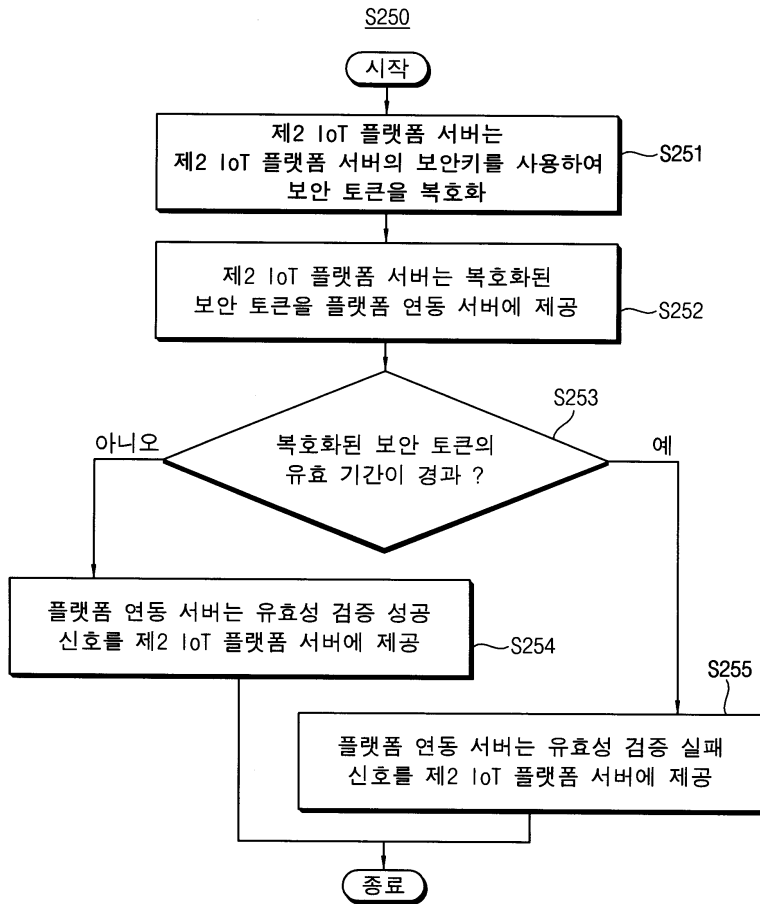 S250
시작
제2 IoT 플랫폼 서버는
제2 IoT 플랫폼 서버의 보안키를 사용하여
보안 토큰을 복호화
S251
제2 IoT 플랫폼 서버는 복호화된
보안 토큰을 플랫폼 연동 서버에 제공
S252
S253
복호화된 보안 토큰의
유효 기간이 경과 ?
아니오
예
플랫폼 연동 서버는 유효성 검증 성공
신호를 제2 IoT 플랫폼 서버에 제공
S254
S255
플랫폼 연동 서버는 유효성 검증 실패
신호를 제2 IoT 플랫폼 서버에 제공
종료